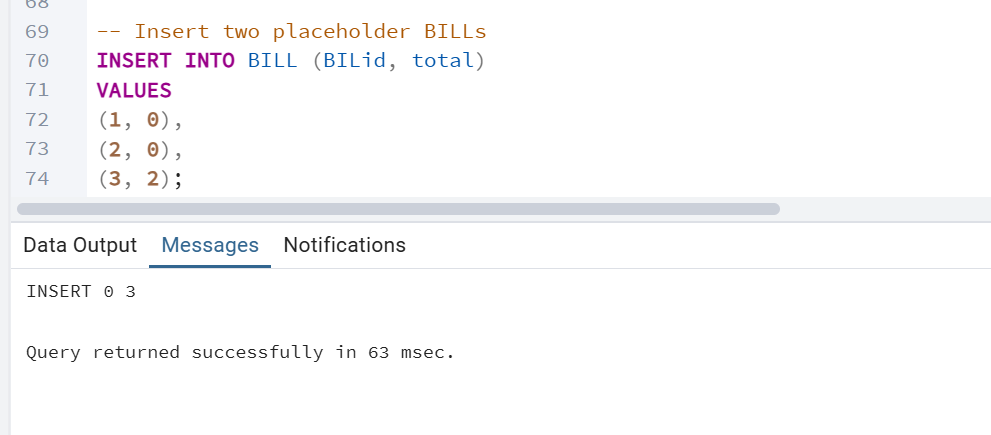 68
69 -- Insert two placeholder BILLs
70 INSERT INTO BILL (BILid, total)
71 VALUES
72 (1, 0),
73 (2, 0),
74 (3, 2);
Data Output Messages Notifications
INSERT 0 3
Query returned successfully in 63 msec.